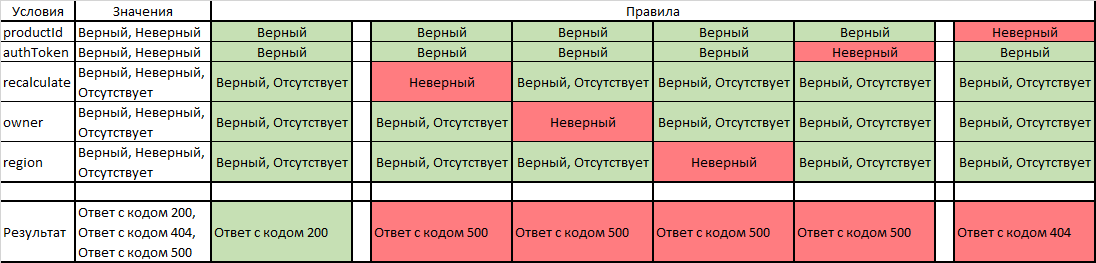 Условия Значения Правила
productId Верный, Неверный Верный Верный Верный Верный Верный Неверный
authToken Верный, Неверный Верный Верный Верный Верный Неверный Верный
recalculate Верный, Неверный, Отсутствует Верный, Отсутствует Неверный Верный, Отсутствует Верный, Отсутствует Верный, Отсутствует Верный, Отсутствует
owner Верный, Неверный, Отсутствует Верный, Отсутствует Верный, Отсутствует Неверный Верный, Отсутствует Верный, Отсутствует Верный, Отсутствует
region Верный, Неверный, Отсутствует Верный, Отсутствует Верный, Отсутствует Верный, Отсутствует Неверный Верный, Отсутствует Верный, Отсутствует
Результат Ответ с кодом 200, Ответ с кодом 404, Ответ с кодом 500 Ответ с кодом 200 Ответ с кодом 500 Ответ с кодом 500 Ответ с кодом 500 Ответ с кодом 500 Ответ с кодом 404